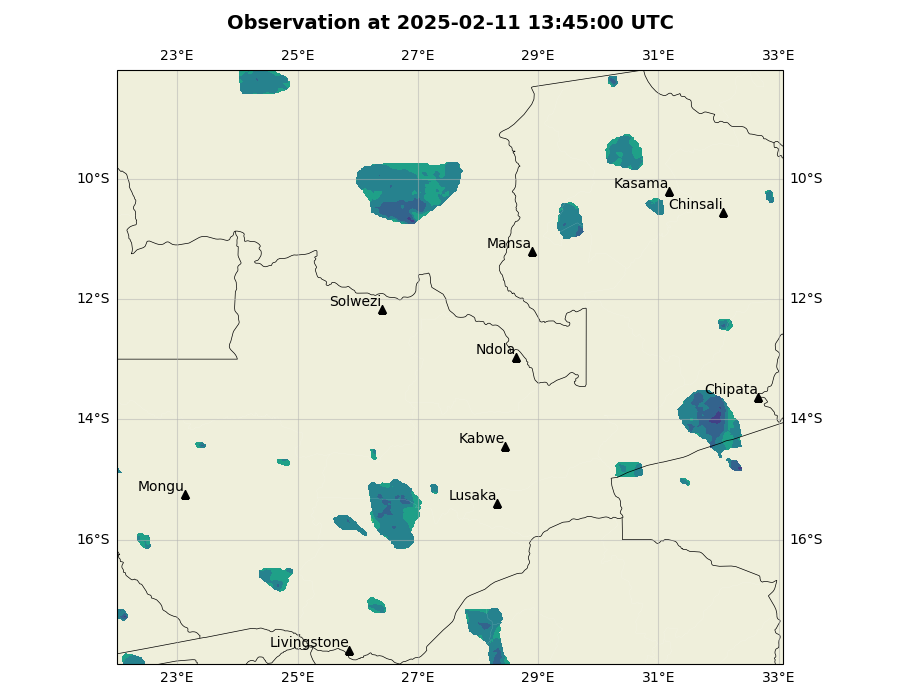 Observation at 2025-02-11 13:45:00 UTC
23°E 25°E 27°E 29°E 31°E 33°E
10°S 10°S
Kasama
Chinsali
Mansa
12°S 12°S
Solwezi
Ndola
Chipata
14°S 14°S
Kabwe
Mongu
Lusaka
16°S 16°S
Livingstone
23°E 25°E 27°E 29°E 31°E 33°E